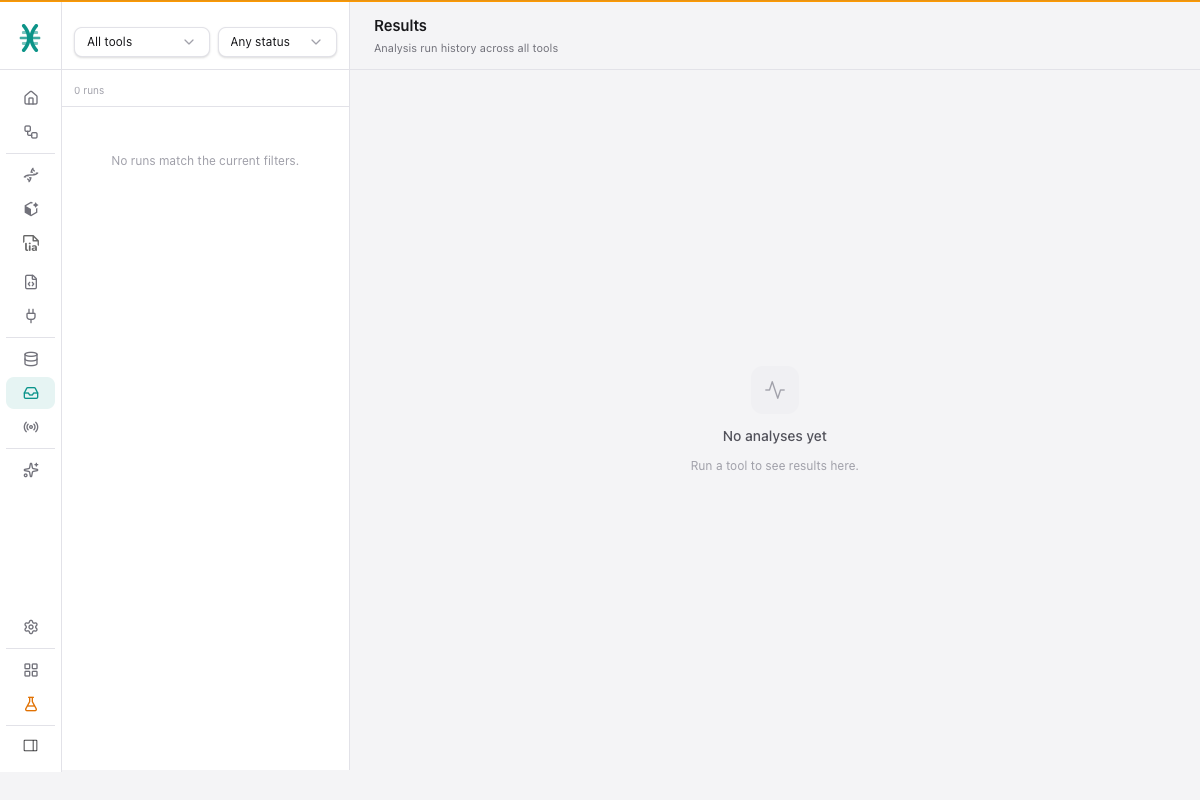 All tools
Any status
Results
Analysis run history across all tools
0 runs
No runs match the current filters.
lia
No analyses yet
Run a tool to see results here.